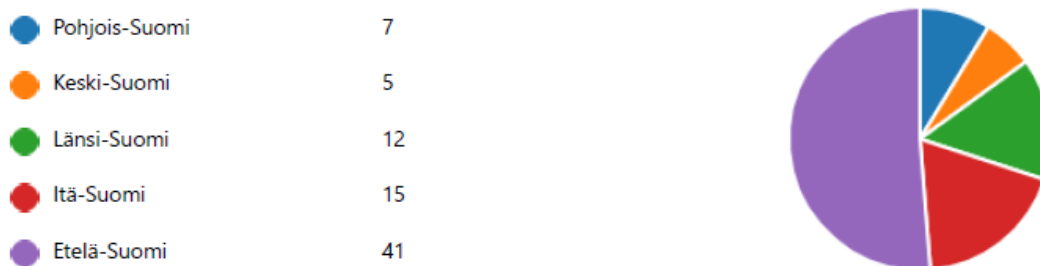 Pohjois-Suomi 7
Keski-Suomi 5
Länsi-Suomi 12
Itä-Suomi 15
Etelä-Suomi 41